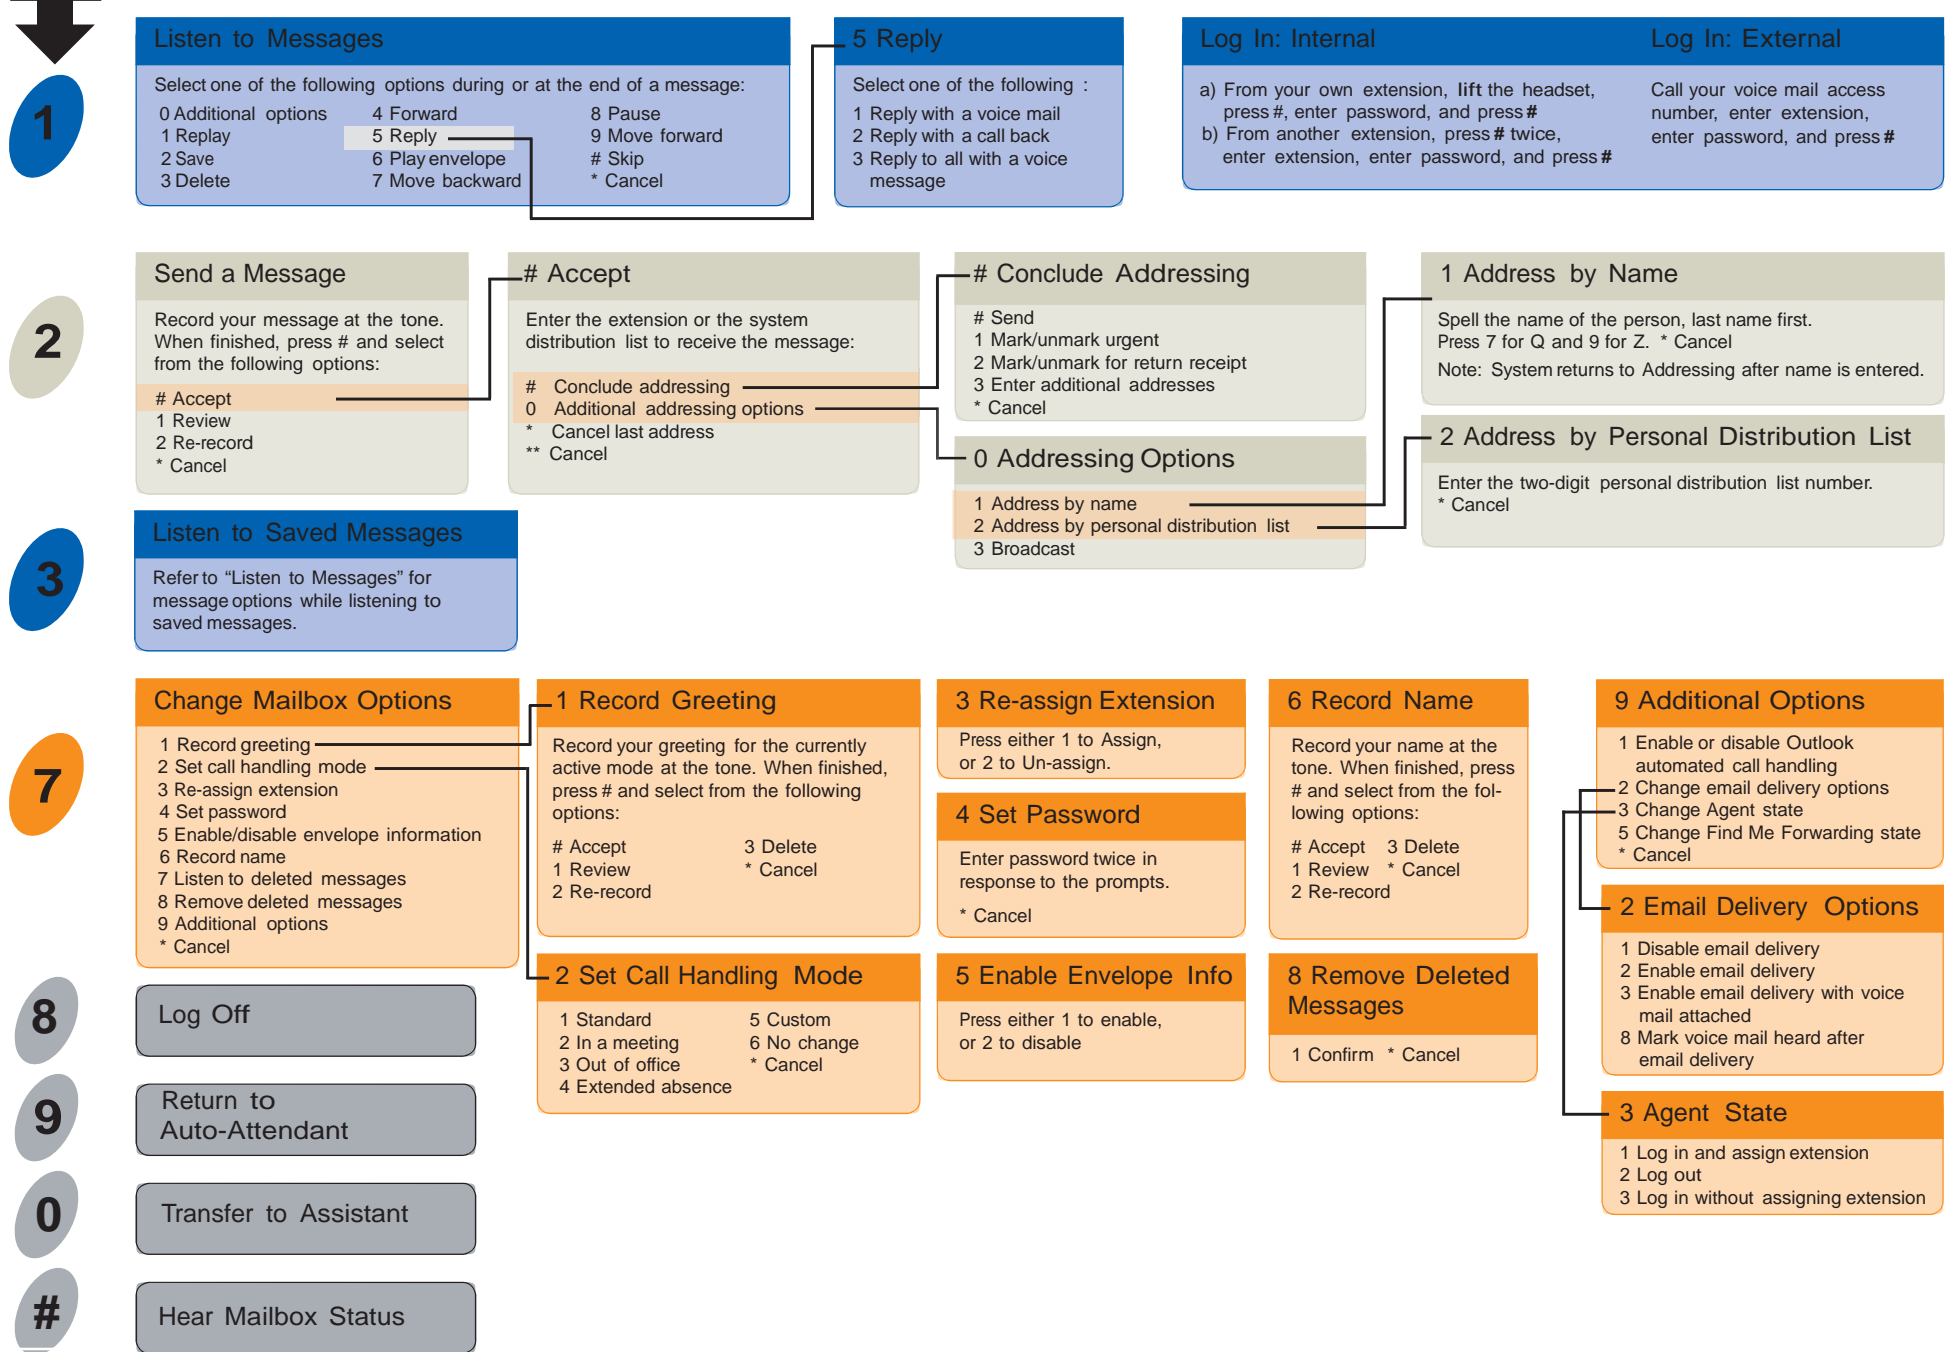 1
Listen to Messages
Select one of the following options during or at the end of a message:
0 Additional options
1 Replay
2 Save
3 Delete
4 Forward
5 Reply
6 Play envelope
7 Move backward
8 Pause
9 Move forward
# Skip
* Cancel
5 Reply
Select one of the following :
1 Reply with a voice mail
2 Reply with a call back
3 Reply to all with a voice
message
Log In: Internal
a) From your own extension, lift the headset,
press #, enter password, and press #
b) From another extension, press # twice,
enter extension, enter password, and press #
Log In: External
Call your voice mail access
number, enter extension,
enter password, and press #
2
Send a Message
Record your message at the tone.
When finished, press # and select
from the following options:
# Accept
1 Review
2 Re-record
* Cancel
# Accept
Enter the extension or the system
distribution list to receive the message:
# Conclude addressing
0 Additional addressing options
* Cancel last address
** Cancel
# Conclude Addressing
# Send
1 Mark/unmark urgent
2 Mark/unmark for return receipt
3 Enter additional addresses
* Cancel
0 Addressing Options
1 Address by name
2 Address by personal distribution list
3 Broadcast
1 Address by Name
Spell the name of the person, last name first.
Press 7 for Q and 9 for Z. * Cancel
Note: System returns to Addressing after name is entered.
2 Address by Personal Distribution List
Enter the two-digit personal distribution list number.
* Cancel
3
Listen to Saved Messages
Refer to “Listen to Messages” for
message options while listening to
saved messages.
7
Change Mailbox Options
1 Record greeting
2 Set call handling mode
3 Re-assign extension
4 Set password
5 Enable/disable envelope information
6 Record name
7 Listen to deleted messages
8 Remove deleted messages
9 Additional options
* Cancel
1 Record Greeting
Record your greeting for the currently
active mode at the tone. When finished,
press # and select from the following
options:
# Accept
1 Review
2 Re-record
3 Delete
* Cancel
2 Set Call Handling Mode
1 Standard
2 In a meeting
3 Out of office
4 Extended absence
5 Custom
6 No change
* Cancel
3 Re-assign Extension
Press either 1 to Assign,
or 2 to Un-assign.
4 Set Password
Enter password twice in
response to the prompts.
* Cancel
5 Enable Envelope Info
Press either 1 to enable,
or 2 to disable
6 Record Name
Record your name at the
tone. When finished, press
# and select from the fol-
lowing options:
# Accept 3 Delete
1 Review * Cancel
2 Re-record
8 Remove Deleted
Messages
1 Confirm * Cancel
9 Additional Options
1 Enable or disable Outlook
automated call handling
2 Change email delivery options
3 Change Agent state
5 Change Find Me Forwarding state
* Cancel
2 Email Delivery Options
1 Disable email delivery
2 Enable email delivery
3 Enable email delivery with voice
mail attached
8 Mark voice mail heard after
email delivery
3 Agent State
1 Log in and assign extension
2 Log out
3 Log in without assigning extension
8
Log Off
9
Return to
Auto-Attendant
0
Transfer to Assistant
#
Hear Mailbox Status